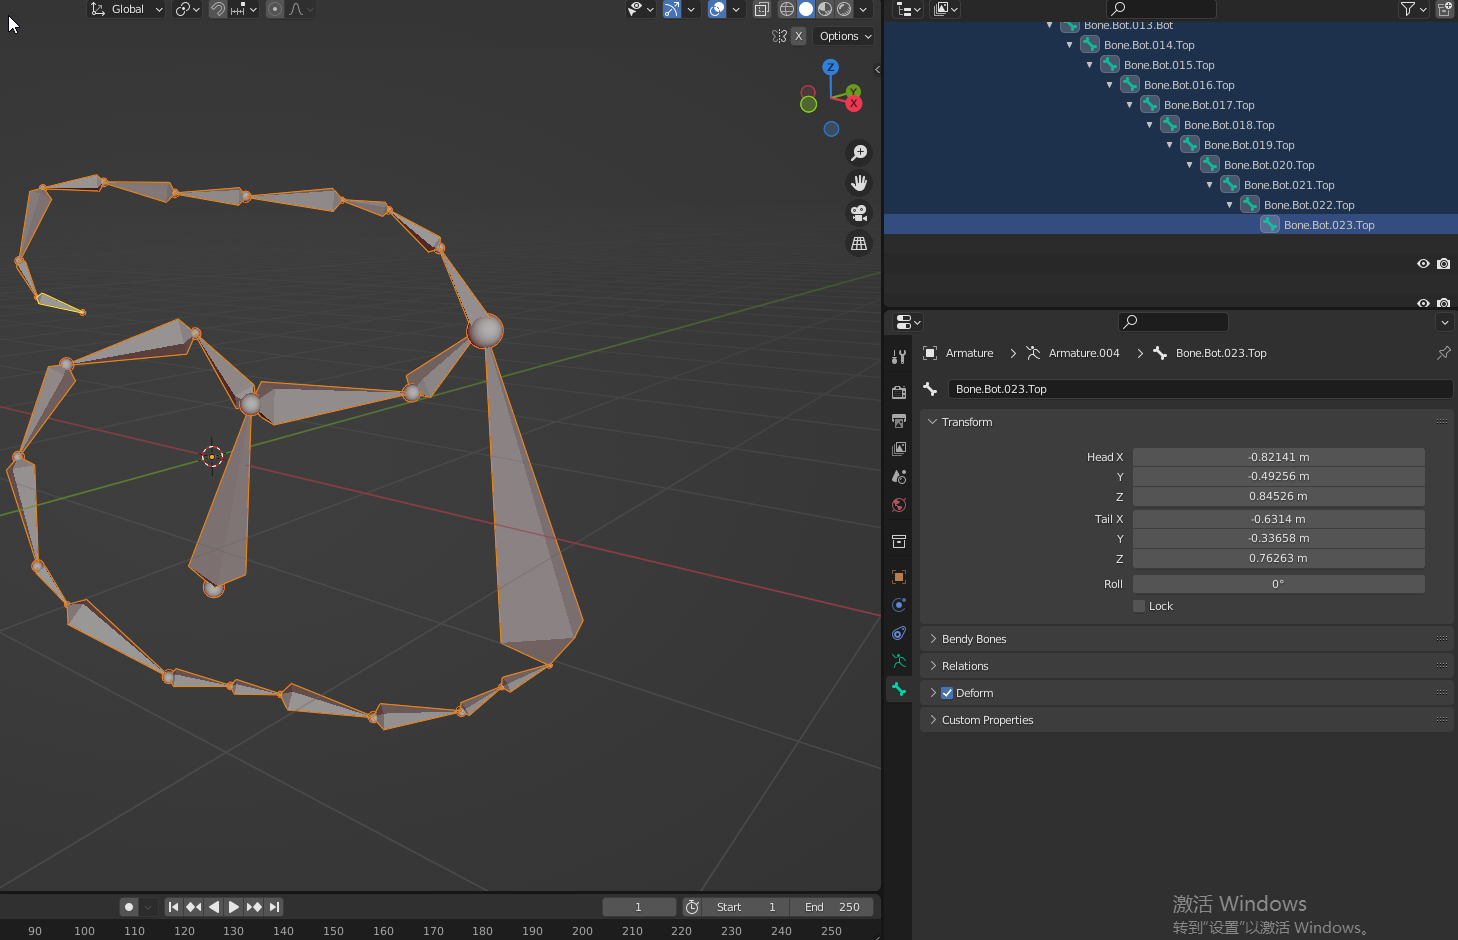 Global
X
Options
Z
Y
X
Bone.Bot.013.Bot
Bone.Bot.014.Top
Bone.Bot.015.Top
Bone.Bot.016.Top
Bone.Bot.017.Top
Bone.Bot.018.Top
Bone.Bot.019.Top
Bone.Bot.020.Top
Bone.Bot.021.Top
Bone.Bot.022.Top
Bone.Bot.023.Top
Armature > Armature.004 > Bone.Bot.023.Top
Bone.Bot.023.Top
Transform
Head X -0.82141 m
Y -0.49256 m
Z 0.84526 m
Tail X -0.6314 m
Y -0.33658 m
Z 0.76263 m
Roll 0°
Lock
Bendy Bones
Relations
Deform
Custom Properties
1 Start 1 End 250
90 100 110 120 130 140 150 160 170 180 190 200 210 220 230 240 250
激活 Windows
转到"设置"以激活 Windows。